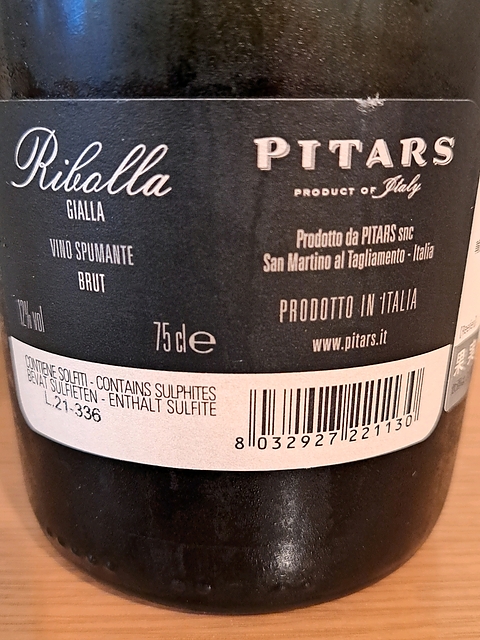 Ribolla
GIALLA
VINO SPUMANTE
BRUT
12% vol
75 cl e
PITARS
PRODUCT OF Italy
Prodotto da PITARS snc
San Martino al Tagliamento - Italia
PRODOTTO IN ITALIA
www.pitars.it
CONTIENE SOLFITI - CONTAINS SULPHITES
BEVAT SULFIETEN - ENTHALT SULFITE
L.21-336
8 032927 221130